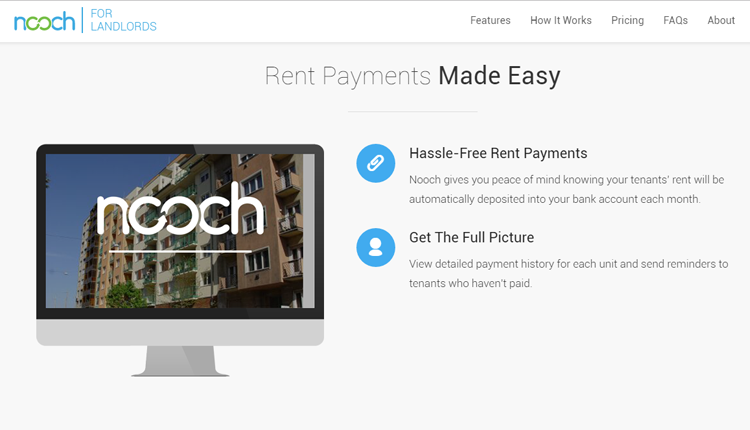 nooch
FOR
LANDLORDS
Features How It Works Pricing FAQs About
Rent Payments Made Easy
nooch
Hassle-Free Rent Payments
Nooch gives you peace of mind knowing your tenants' rent will be
automatically deposited into your bank account each month.
Get The Full Picture
View detailed payment history for each unit and send reminders to
tenants who haven't paid.